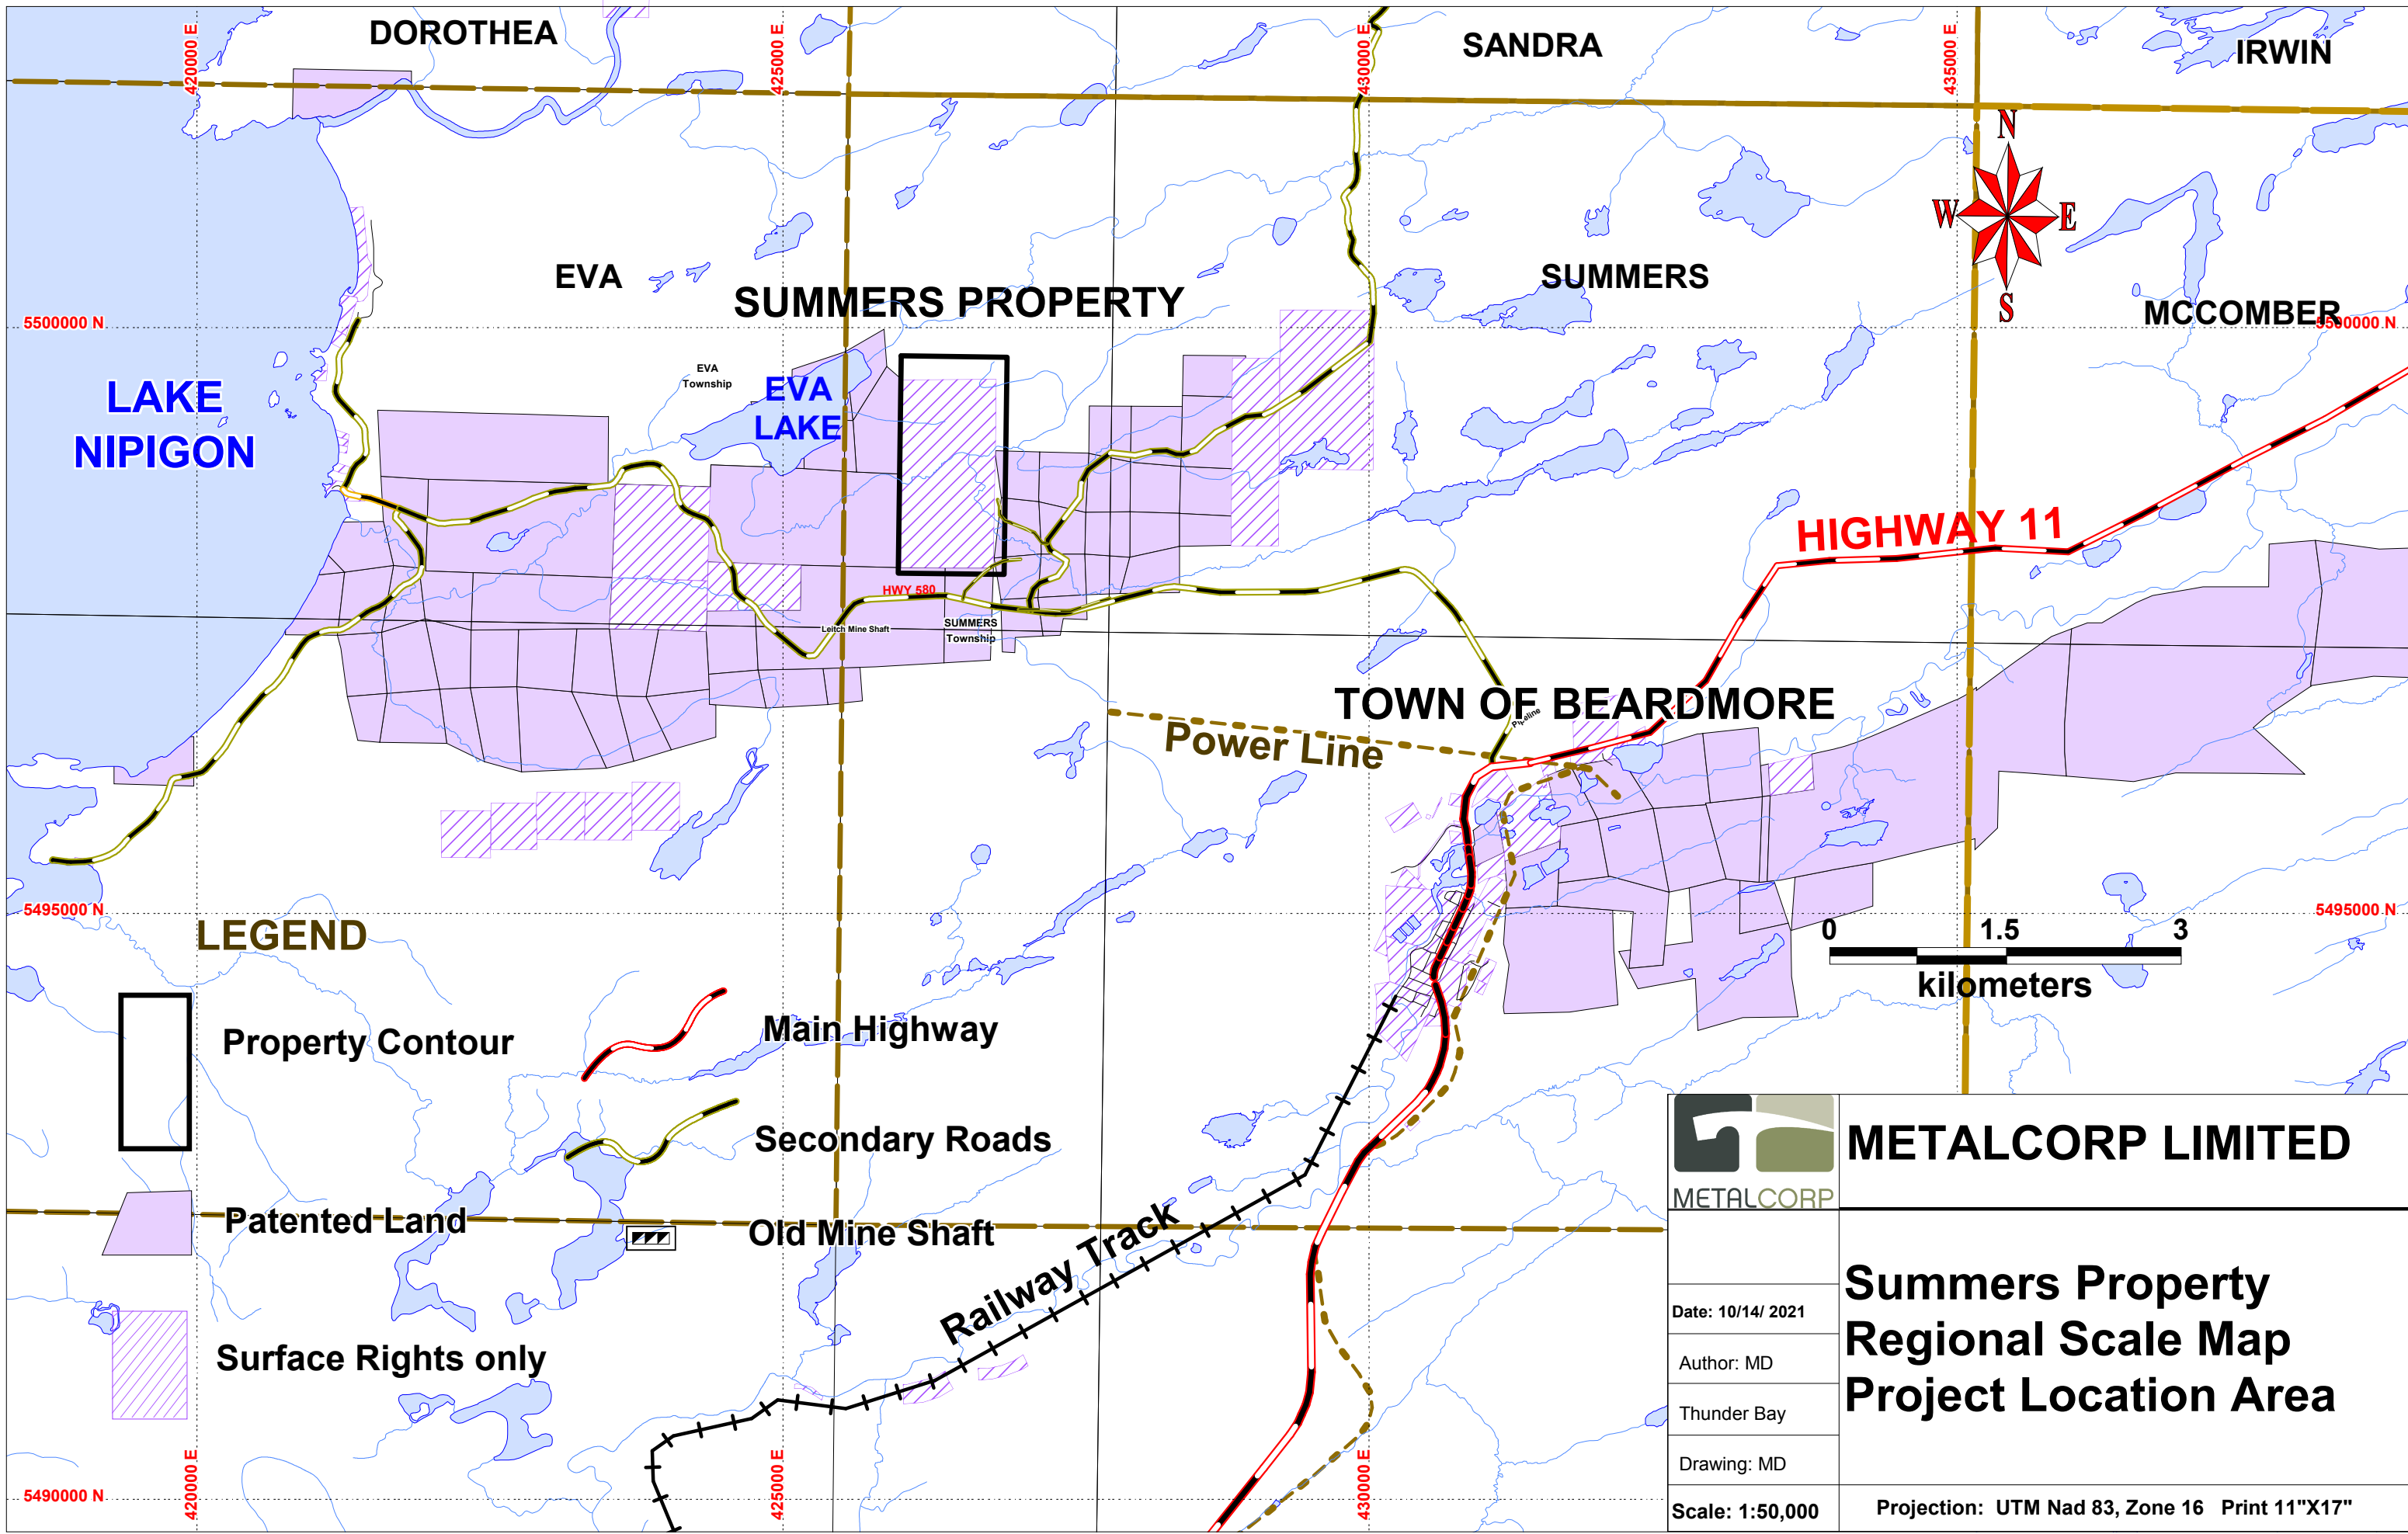 DOROTHEA
SANDRA
IRWIN
420000 E
425000 E
430000 E
435000 E
N
W
E
S
EVA
SUMMERS
SUMMERS PROPERTY
MCCOMBER
5500000 N
5500000 N
LAKE
NIPIGON
EVA
Township
EVA
LAKE
HIGHWAY 11
HWY 580
Leitch Mine Shaft
SUMMERS
Township
TOWN OF BEARDMORE
Pipeline
Power Line
5495000 N
5495000 N
LEGEND
0 1.5 3
kilometers
Property Contour
Main Highway
Secondary Roads
Patented Land
Old Mine Shaft
Surface Rights only
Railway Track
5490000 N
420000 E
425000 E
430000 E
METALCORP
METALCORP LIMITED
Summers Property
Regional Scale Map
Project Location Area
Date: 10/14/ 2021
Author: MD
Thunder Bay
Drawing: MD
Scale: 1:50,000
Projection: UTM Nad 83, Zone 16 Print 11"X17"